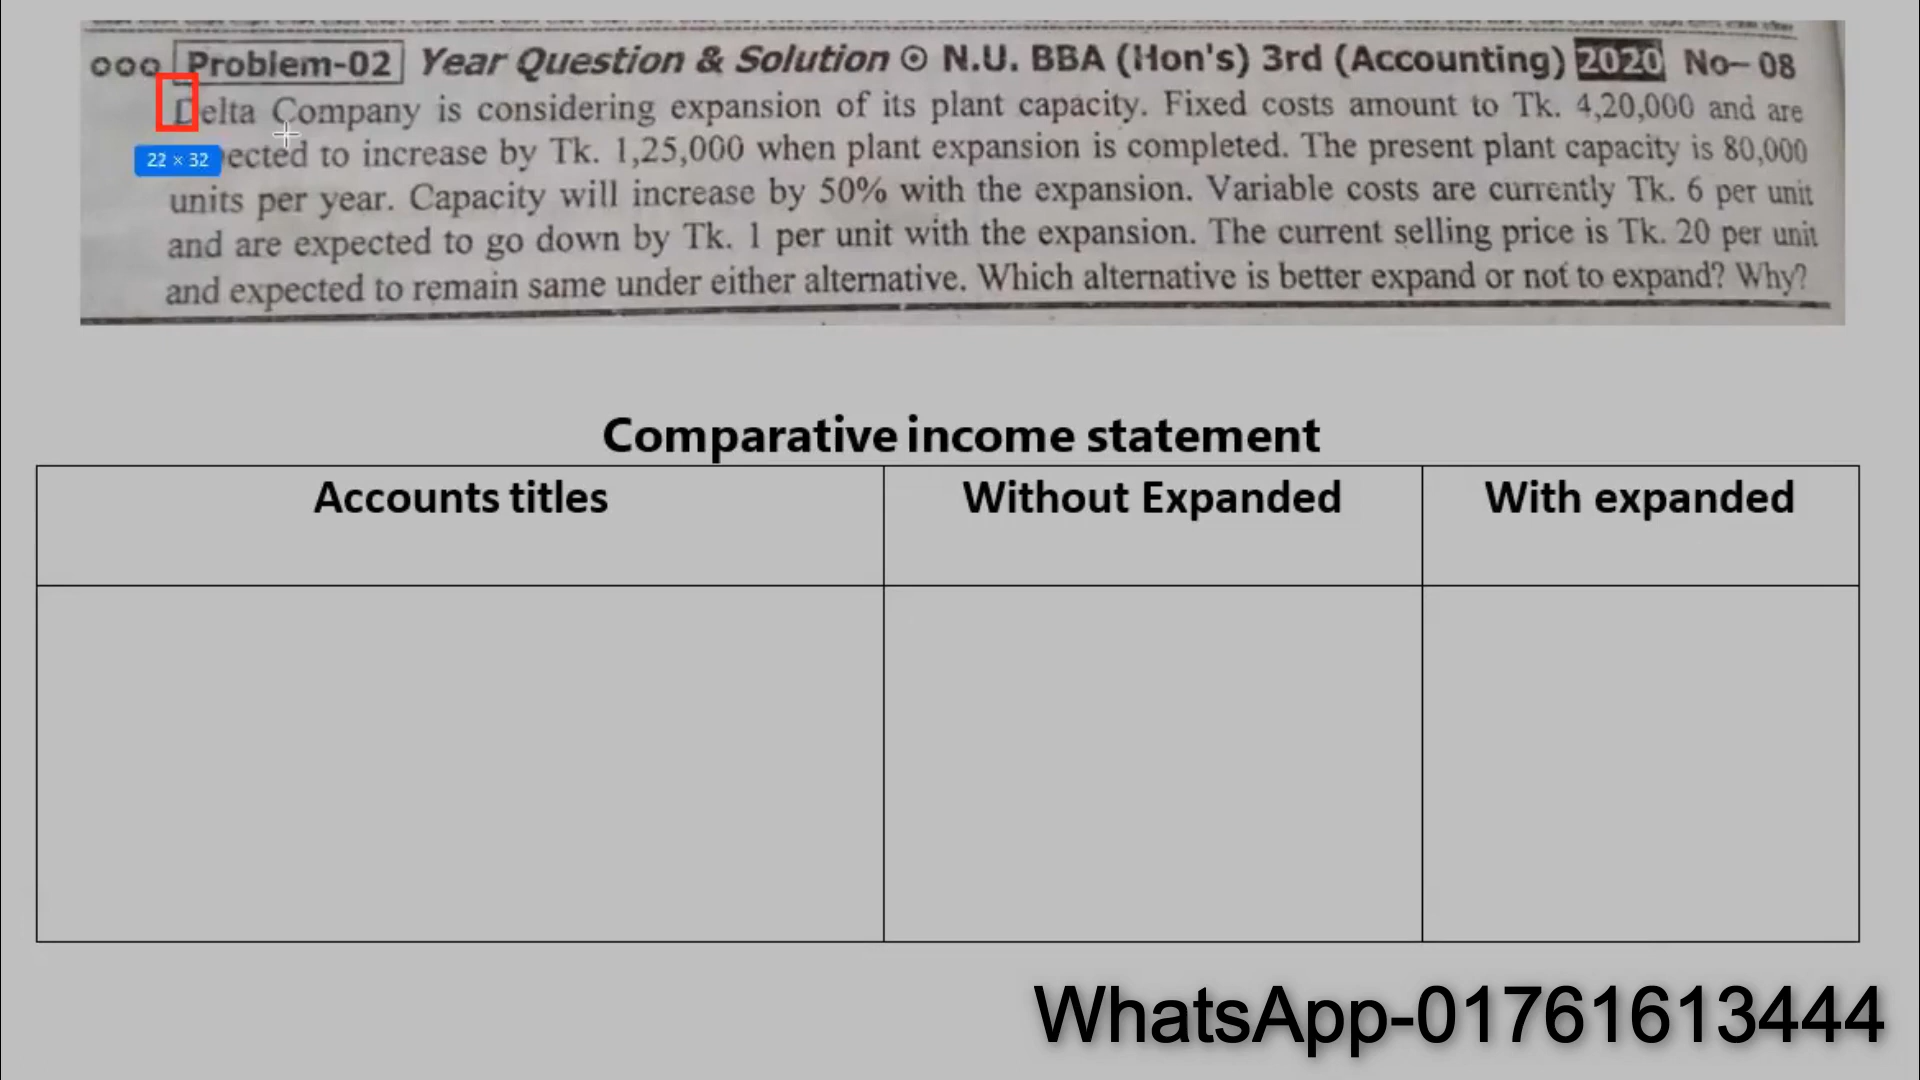 ooo Problem-02 Year Question & Solution ⊙ N.U. BBA (Hon's) 3rd (Accounting) 2020 No-08
Delta Company is considering expansion of its plant capacity. Fixed costs amount to Tk. 4,20,000 and are
22 × 32 ected to increase by Tk. 1,25,000 when plant expansion is completed. The present plant capacity is 80,000
units per year. Capacity will increase by 50% with the expansion. Variable costs are currently Tk. 6 per unit
and are expected to go down by Tk. 1 per unit with the expansion. The current selling price is Tk. 20 per unit
and expected to remain same under either alternative. Which alternative is better expand or not to expand? Why?
Comparative income statement
Accounts titles Without Expanded With expanded
WhatsApp-01761613444